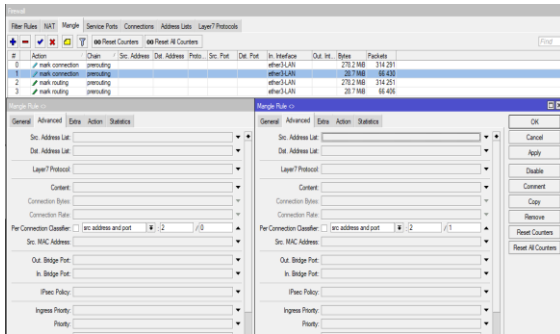 Firewall
Filter Rules NAT Mangle Service Ports Connections Address Lists Layer7 Protocols
00 Reset Counters 00 Reset All Counters Find
# Action Chain Src. Address Dst. Address Proto... Src. Port Dst. Port In. Interface Out. Int... Bytes Packets
0 mark connection prerouting ether3-LAN 278.2 MiB 314 291
1 mark connection prerouting ether3-LAN 28.7 MiB 66 430
2 mark routing prerouting ether3-LAN 278.2 MiB 314 251
3 mark routing prerouting ether3-LAN 28.7 MiB 66 406
Mangle Rule <>
General Advanced Extra Action Statistics
Src. Address List:
Dst. Address List:
Layer7 Protocol:
Content:
Connection Bytes:
Connection Rate:
Per Connection Classifier: src address and port : 2 / 0
Src. MAC Address:
Out. Bridge Port:
In. Bridge Port:
IPsec Policy:
Ingress Priority:
Priority:
Mangle Rule <>
General Advanced Extra Action Statistics
Src. Address List:
Dst. Address List:
Layer7 Protocol:
Content:
Connection Bytes:
Connection Rate:
Per Connection Classifier: src address and port : 2 / 1
Src. MAC Address:
Out. Bridge Port:
In. Bridge Port:
IPsec Policy:
Ingress Priority:
Priority:
OK
Cancel
Apply
Disable
Comment
Copy
Remove
Reset Counters
Reset All Counters